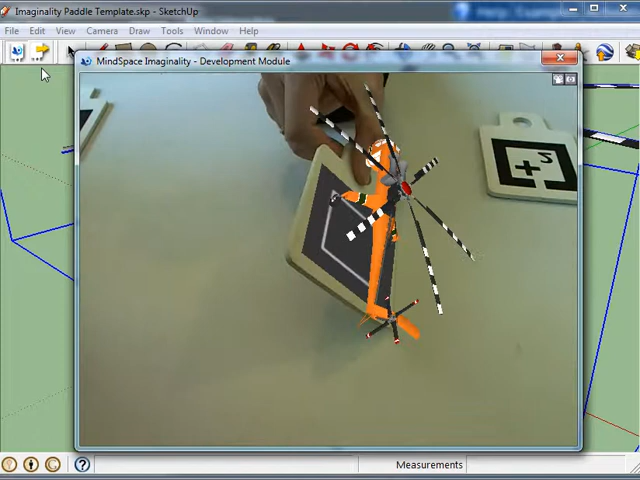 Imaginality Paddle Template.skp - SketchUp
File Edit View Camera Draw Tools Window Help
MindSpace Imaginality - Development Module
Measurements